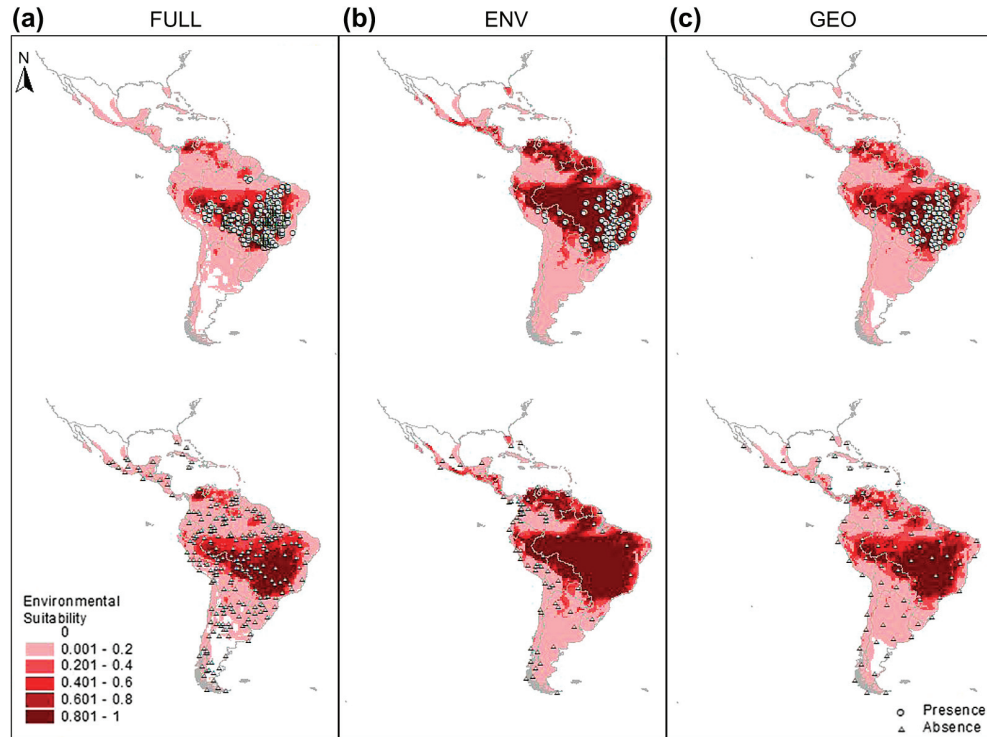 (a) FULL
(b) ENV
(c) GEO
N
Environmental
Suitability
0
0.001 - 0.2
0.201 - 0.4
0.401 - 0.6
0.601 - 0.8
0.801 - 1
Presence
Absence